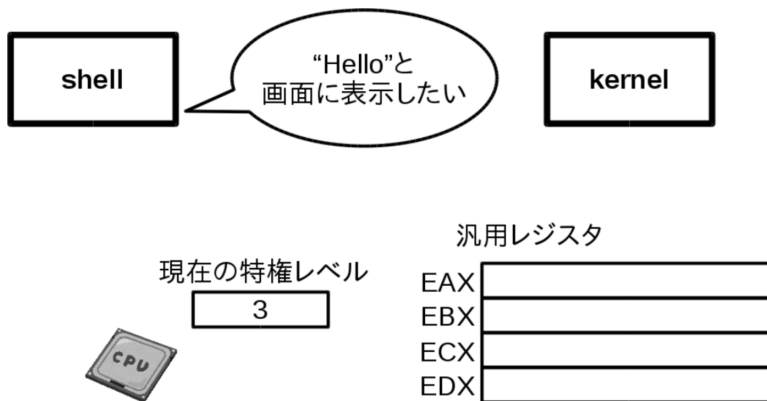 shell
“Hello”と
画面に表示したい
kernel
汎用レジスタ
現在の特権レベル
3
EAX
EBX
ECX
EDX
CPU